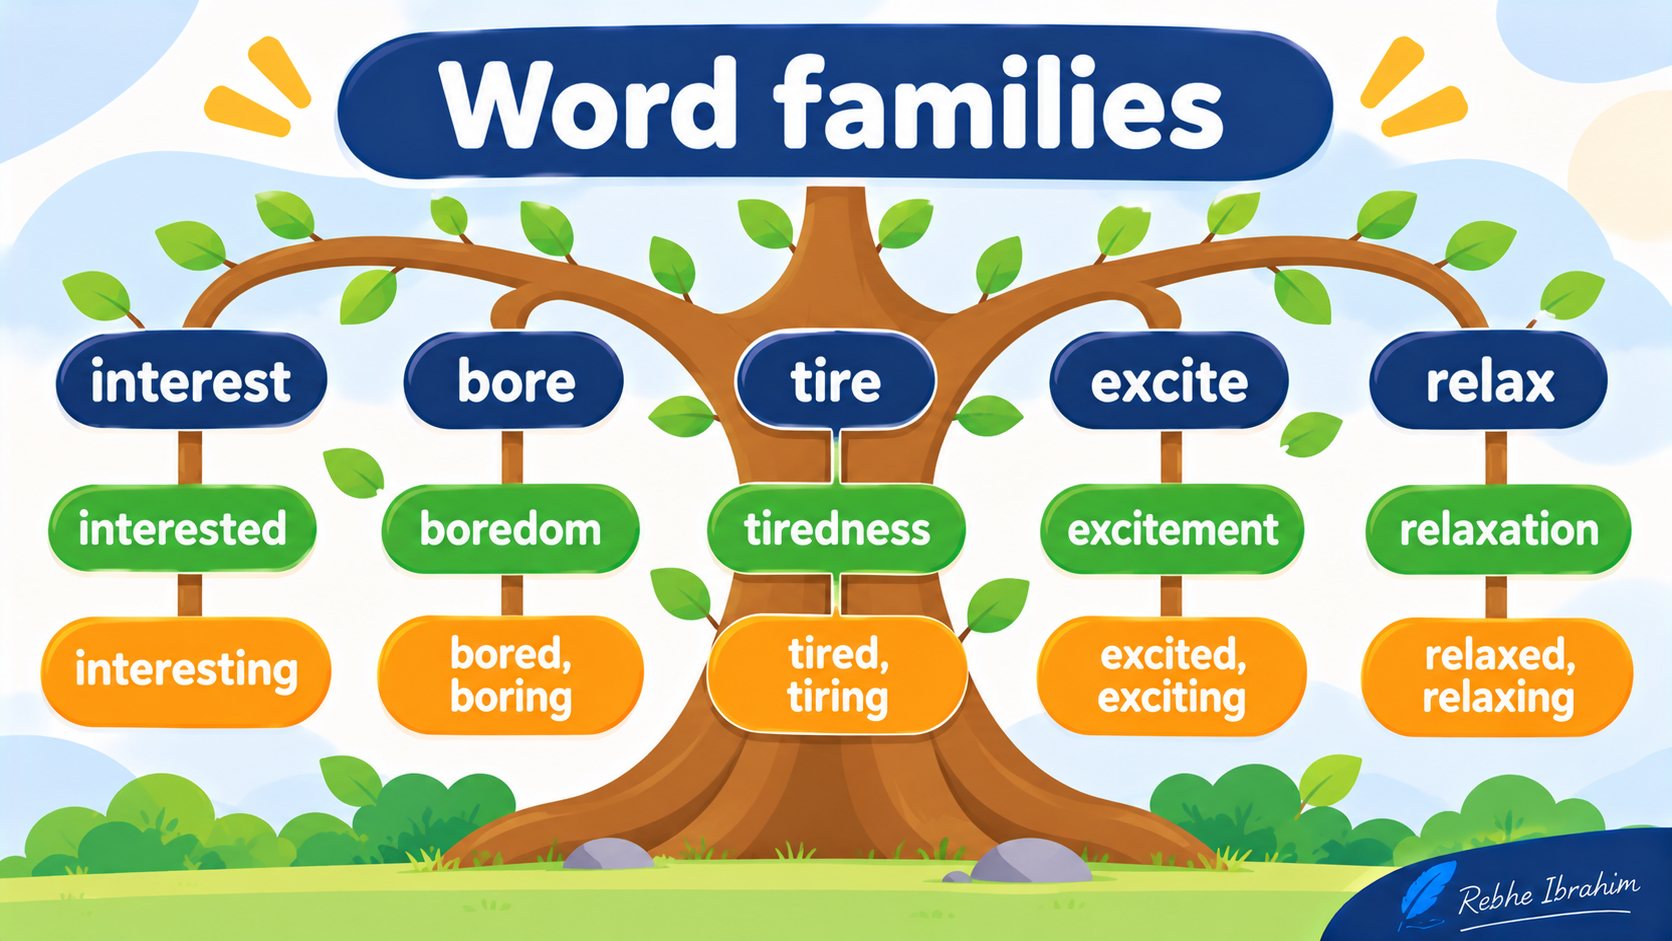 Word families
interest
bore
tire
excite
relax
interested
boredom
tiredness
excitement
relaxation
interesting
bored,
boring
tired,
tiring
excited,
exciting
relaxed,
relaxing
Rebhe Ibrahim